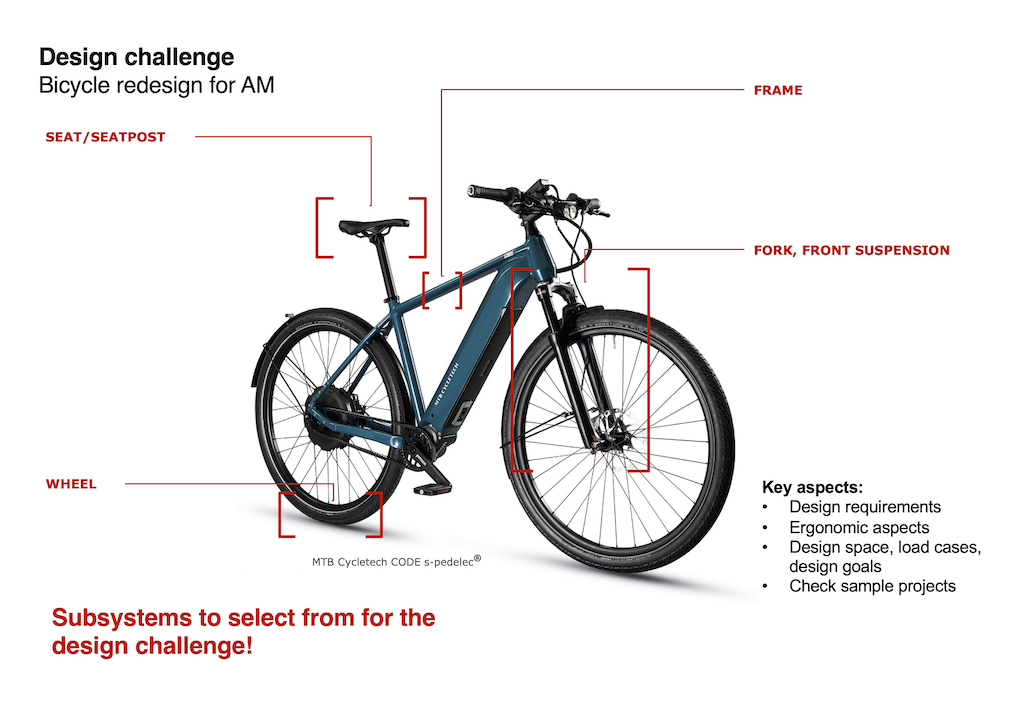 Design challenge
Bicycle redesign for AM
FRAME
SEAT/SEATPOST
FORK, FRONT SUSPENSION
MTB CYCLETECH
WHEEL
Key aspects:
• Design requirements
• Ergonomic aspects
• Design space, load cases,
design goals
• Check sample projects
MTB Cycletech CODE s-pedelec®
Subsystems to select from for the
design challenge!